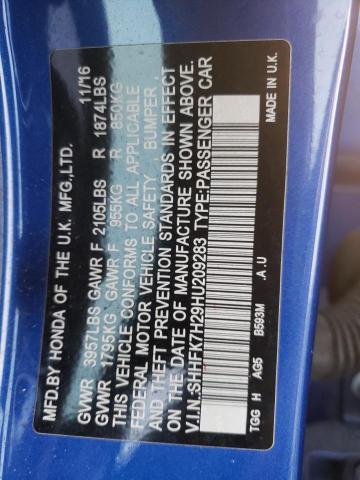 MFD.BY HONDA OF THE U.K. MFG.,LTD. 11/16
GVWR 3957LBS GAWR F 2105LBS R 1874LBS
GVWR 1795KG GAWR F 955KG R 850KG
THIS VEHICLE CONFORMS TO ALL APPLICABLE
FEDERAL MOTOR VEHICLE SAFETY BUMPER,
AND THEFT PREVENTION STANDARDS IN EFFECT
ON THE DATE OF MANUFACTURE SHOWN ABOVE.
V.I.N.:SHHFK7H29HU209283 TYPE:PASSENGER CAR
TGG H AG5 B593M A.U MADE IN U.K.